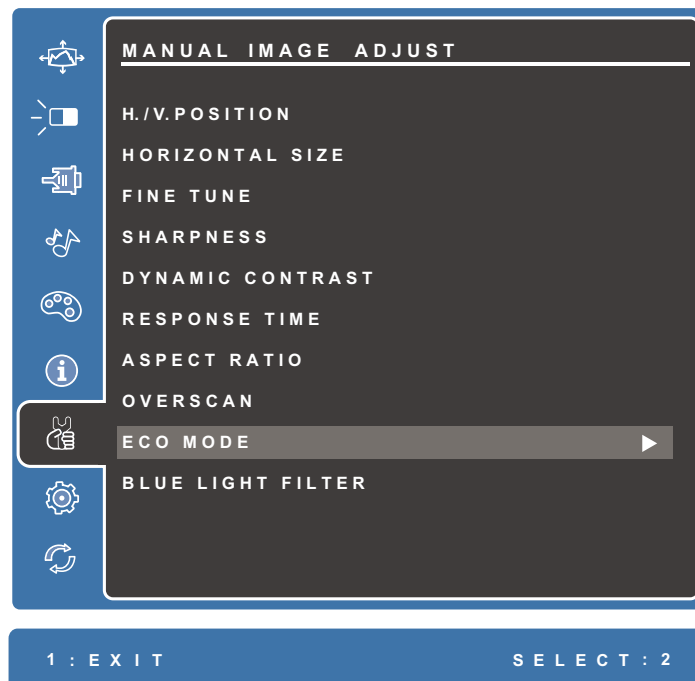 MANUAL IMAGE ADJUST
H./V.POSITION
HORIZONTAL SIZE
FINE TUNE
SHARPNESS
DYNAMIC CONTRAST
RESPONSE TIME
ASPECT RATIO
OVERSCAN
ECO MODE
BLUE LIGHT FILTER
1 : EXIT SELECT : 2